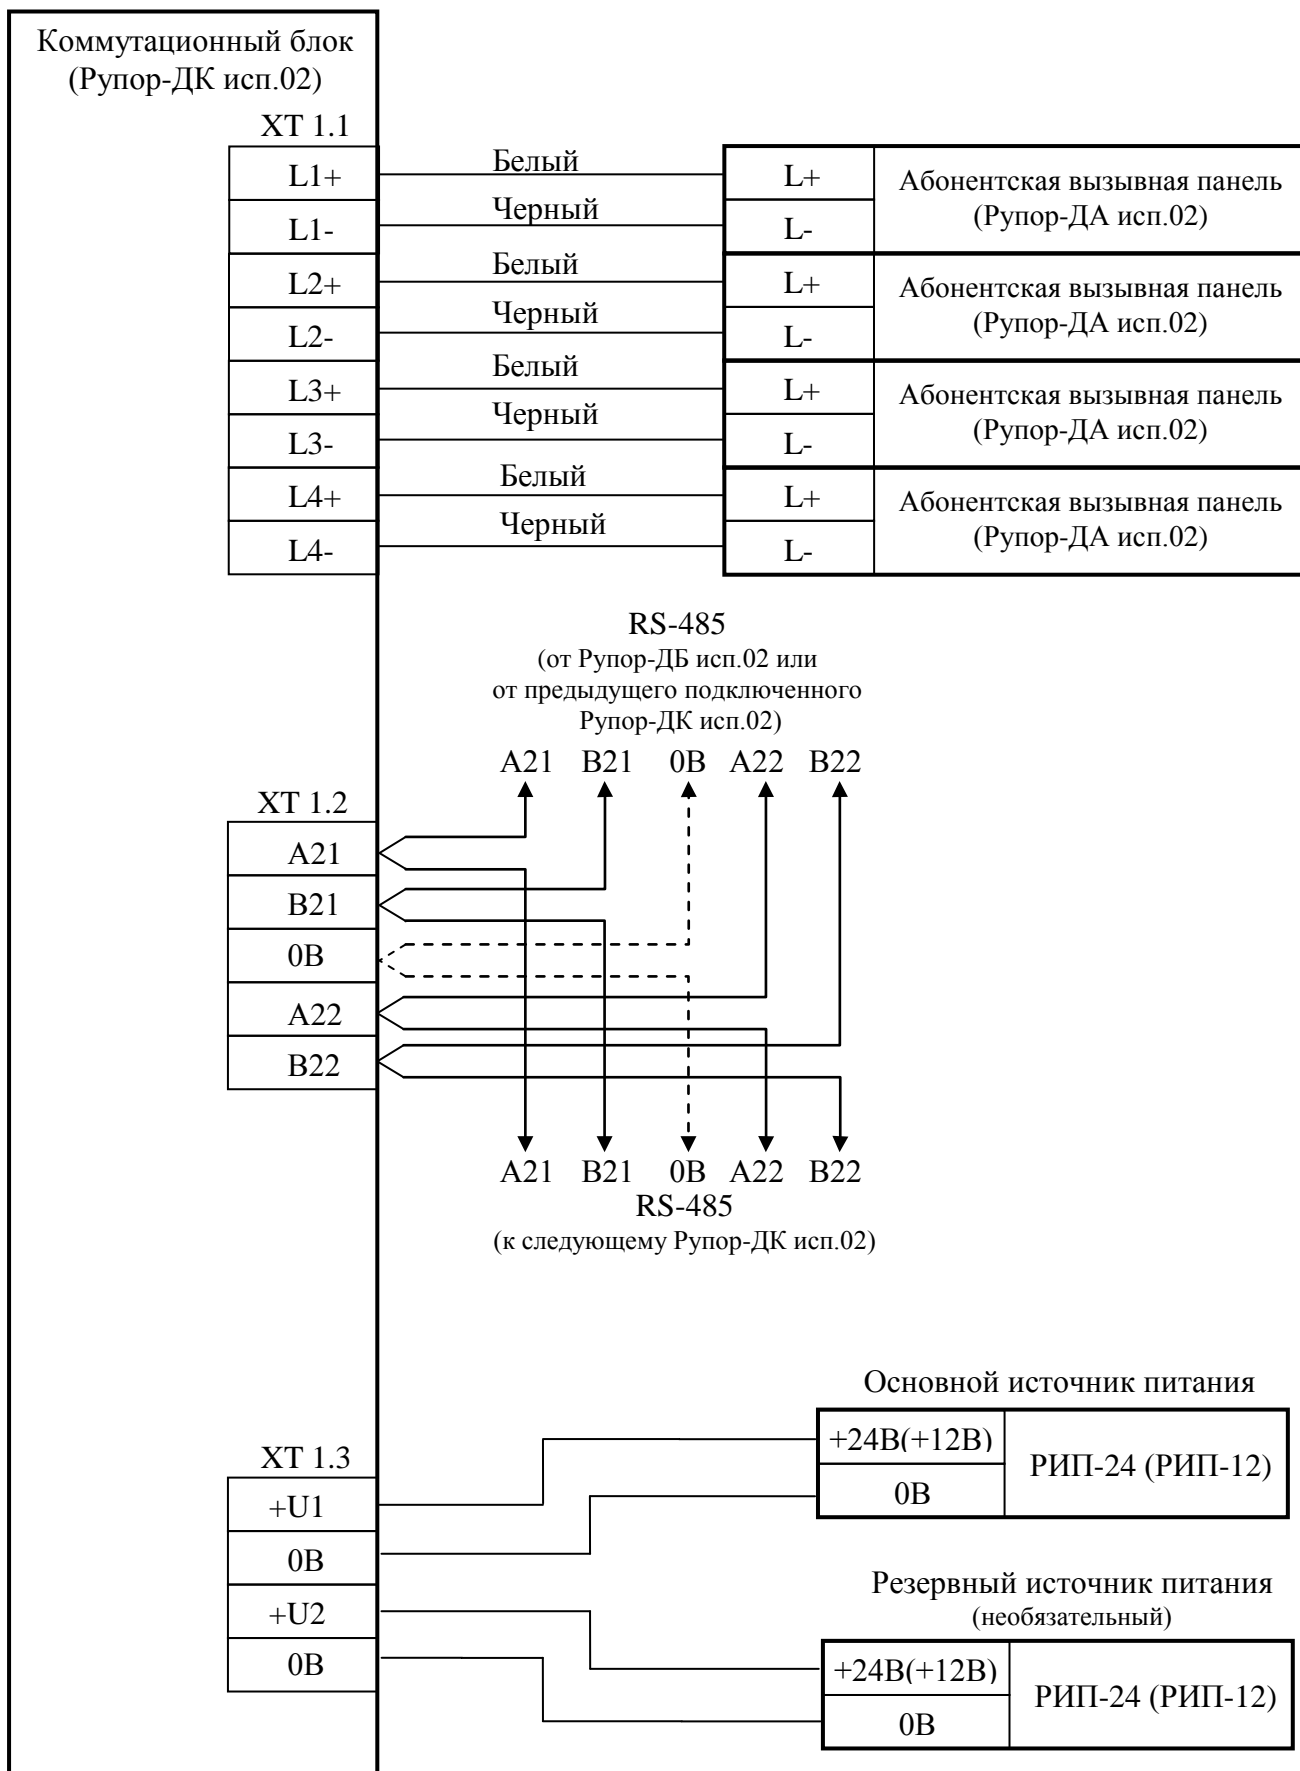 Коммутационный блок
(Рупор-ДК исп.02)
XT 1.1
L1+
Белый
L+
Абонентская вызывная панель
(Рупор-ДА исп.02)
L1-
Черный
L-
L2+
Белый
L+
Абонентская вызывная панель
(Рупор-ДА исп.02)
L2-
Черный
L-
L3+
Белый
L+
Абонентская вызывная панель
(Рупор-ДА исп.02)
L3-
Черный
L-
L4+
Белый
L+
Абонентская вызывная панель
(Рупор-ДА исп.02)
L4-
Черный
L-
RS-485
(от Рупор-ДБ исп.02 или
от предыдущего подключенного
Рупор-ДК исп.02)
A21 B21 0В A22 B22
XT 1.2
A21
B21
0В
A22
B22
A21 B21 0В A22 B22
RS-485
(к следующему Рупор-ДК исп.02)
Основной источник питания
+24В(+12В)
РИП-24 (РИП-12)
0В
XT 1.3
+U1
0В
+U2
0В
Резервный источник питания
(необязательный)
+24В(+12В)
РИП-24 (РИП-12)
0В